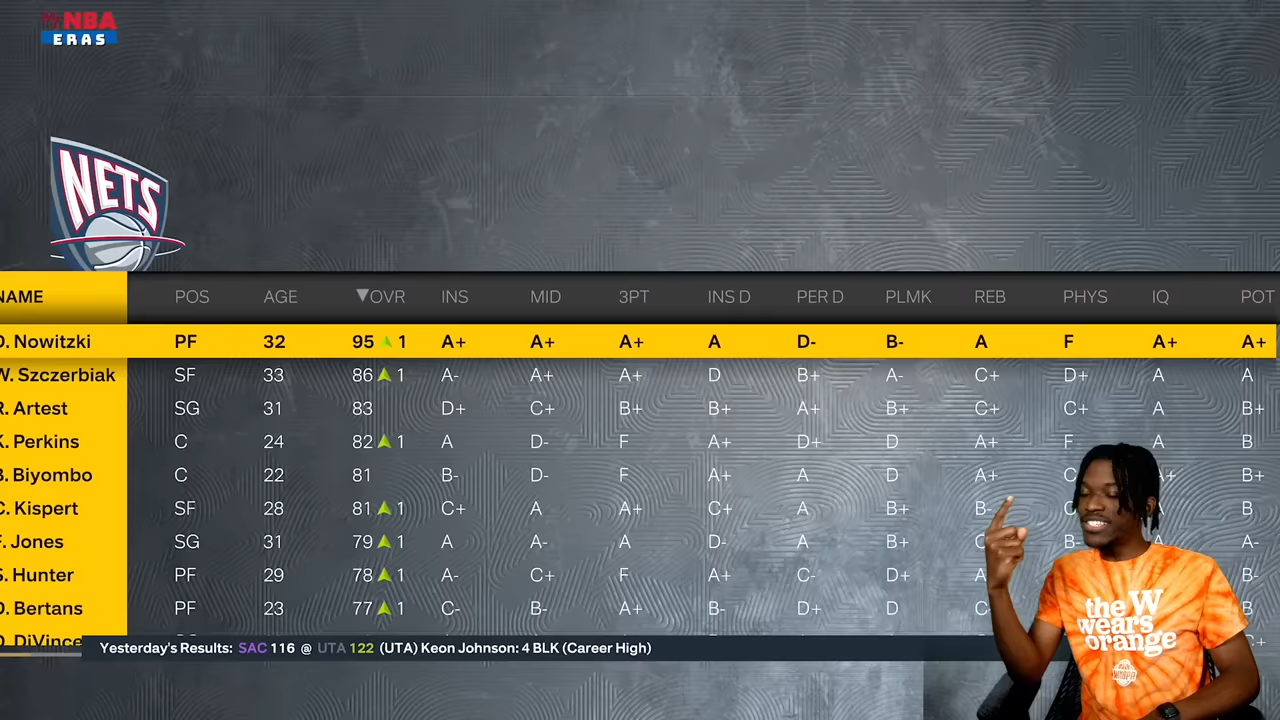 NBA
ERAS
NETS
NAME POS AGE ▼OVR INS MID 3PT INS D PER D PLMK REB PHYS IQ POT
D. Nowitzki PF 32 95 1 A+ A+ A+ A D- B- A F A+ A+
W. Szczerbiak SF 33 86 1 A- A+ A+ D B+ A- C+ D+ A A
R. Artest SG 31 83 D+ C+ B+ B+ A+ B+ C+ C+ A B+
K. Perkins C 24 82 1 A D- F A+ D+ D A+ F A B
B. Biyombo C 22 81 B- D- F A+ A D A+ C B+
C. Kispert SF 28 81 1 C+ A A+ C+ A B+ B- C B
F. Jones SG 31 79 1 A A- A D- A B+ C B- A-
S. Hunter PF 29 78 1 A- C+ F A+ C- D+ A B-
D. Bertans PF 23 77 1 C- B- A+ B- D+ D C B
D. DiVince
Yesterday's Results: SAC 116 @ UTA 122 (UTA) Keon Johnson: 4 BLK (Career High)
the W
wears
orange